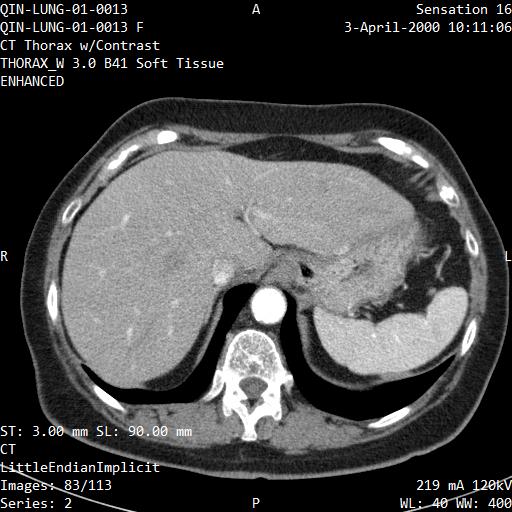 QIN-LUNG-01-0013
A
Sensation 16
QIN-LUNG-01-0013 F
3-April-2000 10:11:06
CT Thorax w/Contrast
THORAX_W 3.0 B41 Soft Tissue
ENHANCED
R
L
ST: 3.00 mm SL: 90.00 mm
CT
LittleEndianImplicit
Images: 83/113
219 mA 120kV
Series: 2
P
WL: 40 WW: 400